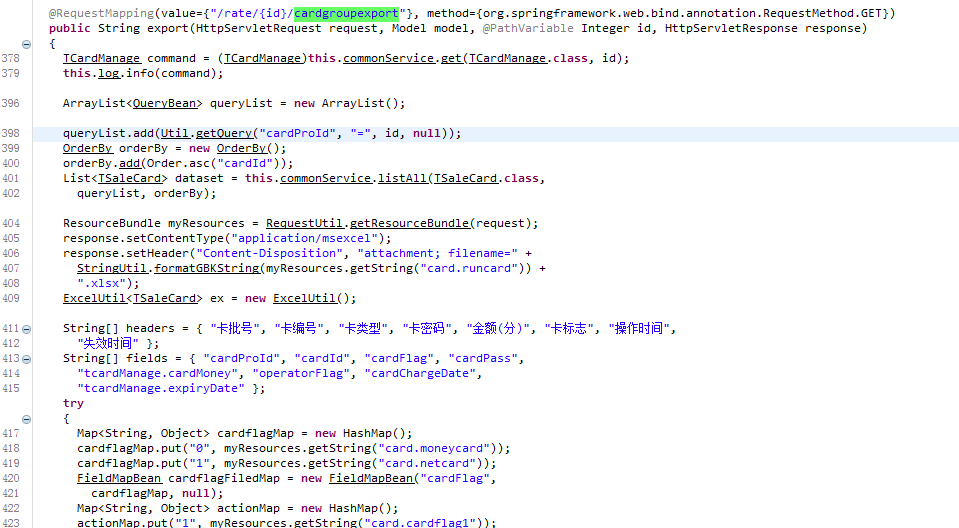 @RequestMapping(value={"/rate/{id}/cardgroupexport"}, method={org.springframework.web.bind.annotation.RequestMethod.GET})
public String export(HttpServletRequest request, Model model, @PathVariable Integer id, HttpServletResponse response)
{
378 TCardManage command = (TCardManage)this.commonService.get(TCardManage.class, id);
379 this.log.info(command);
396 ArrayList<QueryBean> queryList = new ArrayList();
398 queryList.add(Util.getQuery("cardProId", "=", id, null));
399 OrderBy orderBy = new OrderBy();
400 orderBy.add(Order.asc("cardId"));
401 List<TSaleCard> dataset = this.commonService.listAll(TSaleCard.class,
402 queryList, orderBy);
404 ResourceBundle myResources = RequestUtil.getResourceBundle(request);
405 response.setContentType("application/msexcel");
406 response.setHeader("Content-Disposition", "attachment; filename=" +
407 StringUtil.formatGBKString(myResources.getString("card.runcard")) +
408 ".xlsx");
409 ExcelUtil<TSaleCard> ex = new ExcelUtil();
411 String[] headers = { "卡批号", "卡编号", "卡类型", "卡密码", "金额(分)", "卡标志", "操作时间",
412 "失效时间" };
413 String[] fields = { "cardProId", "cardId", "cardFlag", "cardPass",
414 "tcardManage.cardMoney", "operatorFlag", "cardChargeDate",
415 "tcardManage.expiryDate" };
try
{
417 Map<String, Object> cardflagMap = new HashMap();
418 cardflagMap.put("0", myResources.getString("card.moneycard"));
419 cardflagMap.put("1", myResources.getString("card.netcard"));
420 FieldMapBean cardflagFiledMap = new FieldMapBean("cardFlag",
421 cardflagMap, null);
422 Map<String, Object> actionMap = new HashMap();
423 actionMap.put("1", myResources.getString("card.cardflag1"));